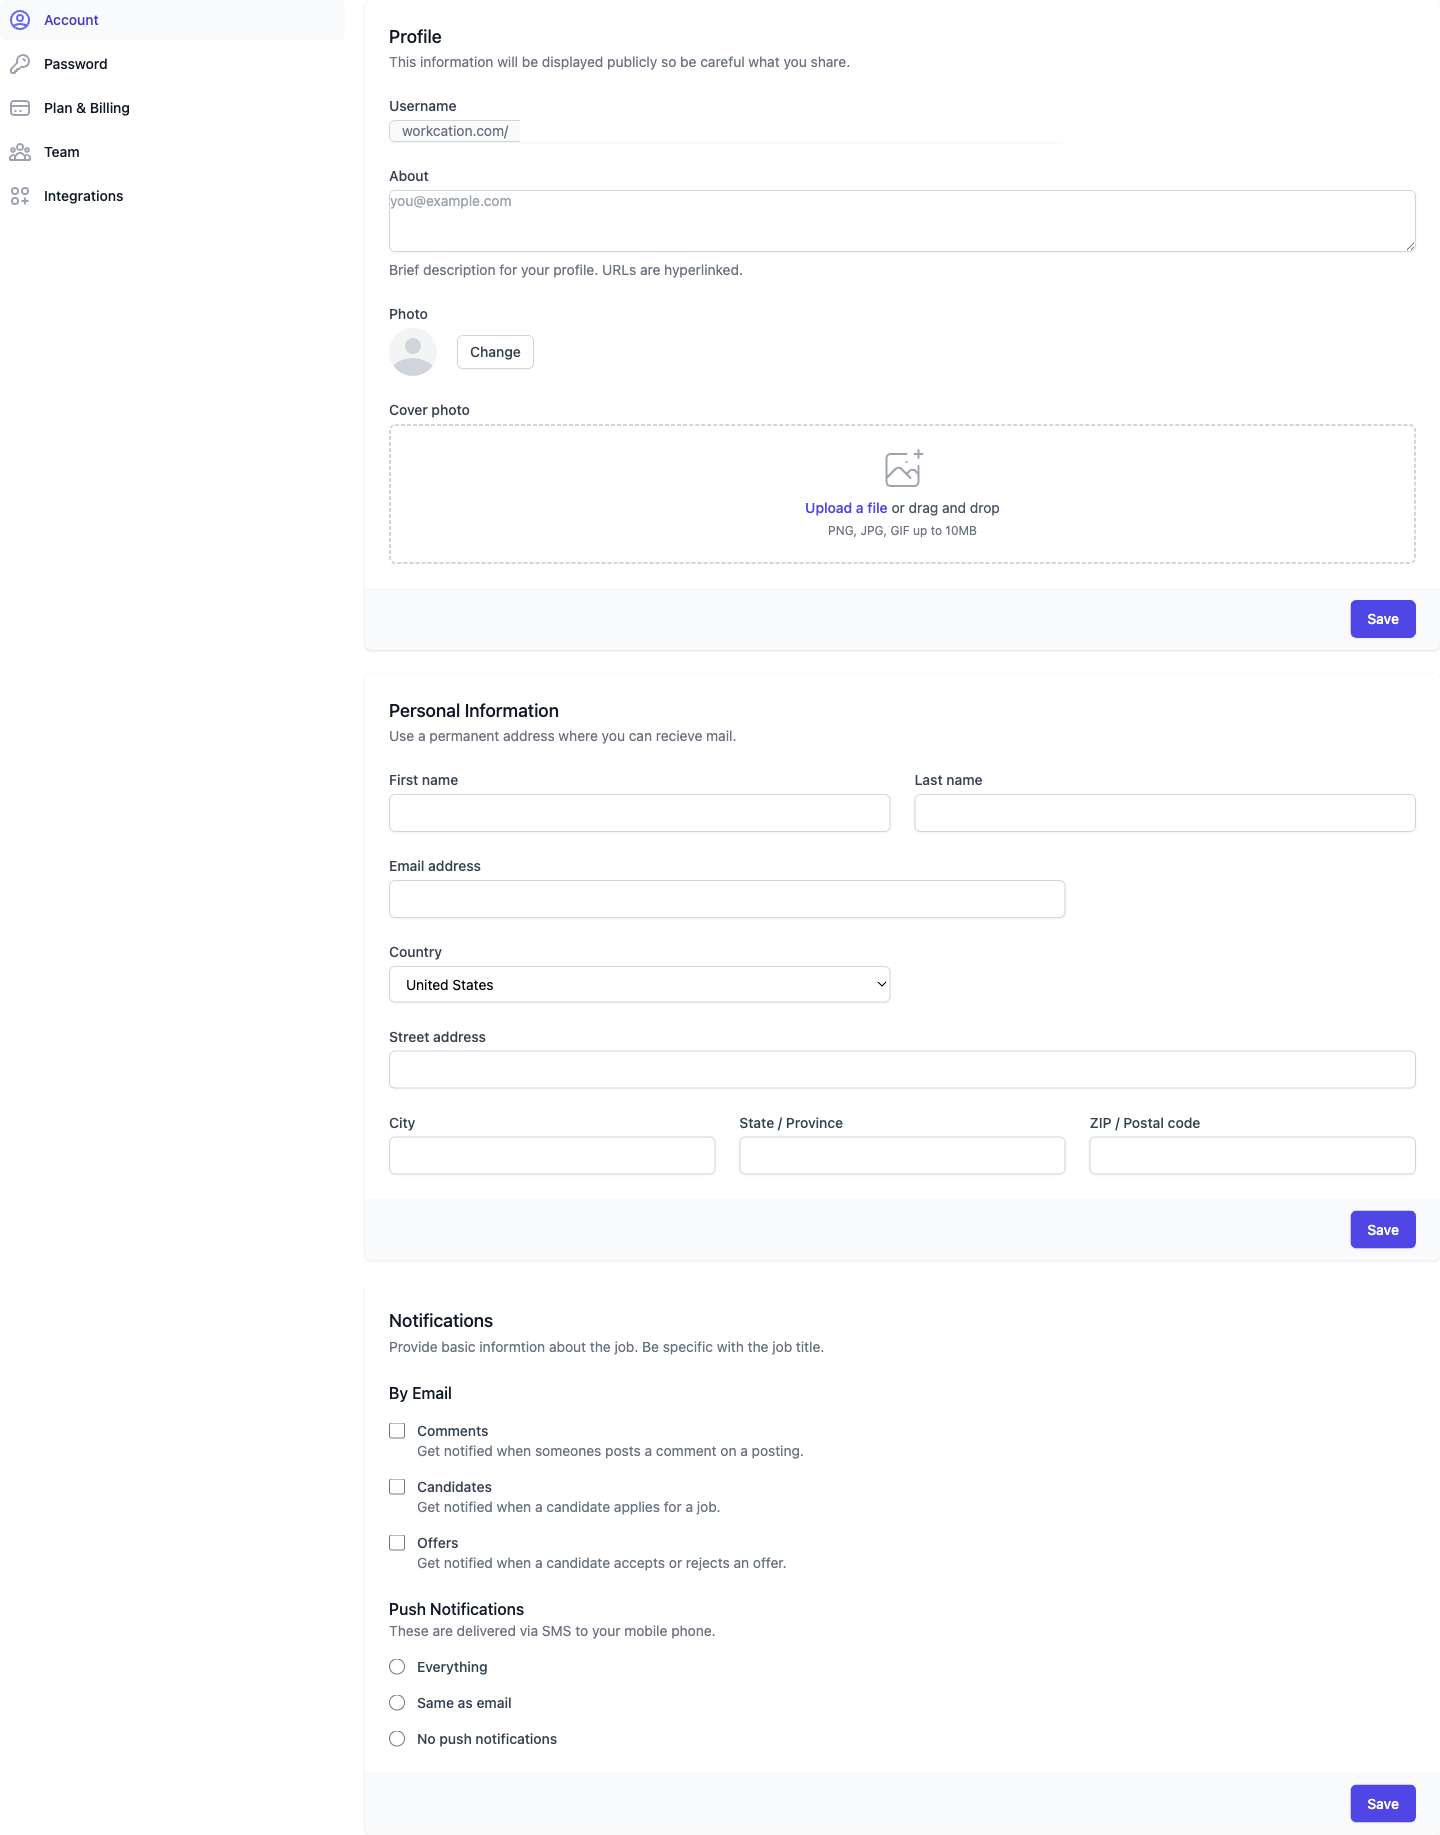 Account
Password
Plan & Billing
Team
Integrations
Profile
This information will be displayed publicly so be careful what you share.
Username
workcation.com/
About
you@example.com
Brief description for your profile. URLs are hyperlinked.
Photo
Change
Cover photo
Upload a file or drag and drop
PNG, JPG, GIF up to 10MB
Save
Personal Information
Use a permanent address where you can recieve mail.
First name Last name
Email address
Country
United States
Street address
City State / Province ZIP / Postal code
Save
Notifications
Provide basic informtion about the job. Be specific with the job title.
By Email
Comments
Get notified when someones posts a comment on a posting.
Candidates
Get notified when a candidate applies for a job.
Offers
Get notified when a candidate accepts or rejects an offer.
Push Notifications
These are delivered via SMS to your mobile phone.
Everything
Same as email
No push notifications
Save